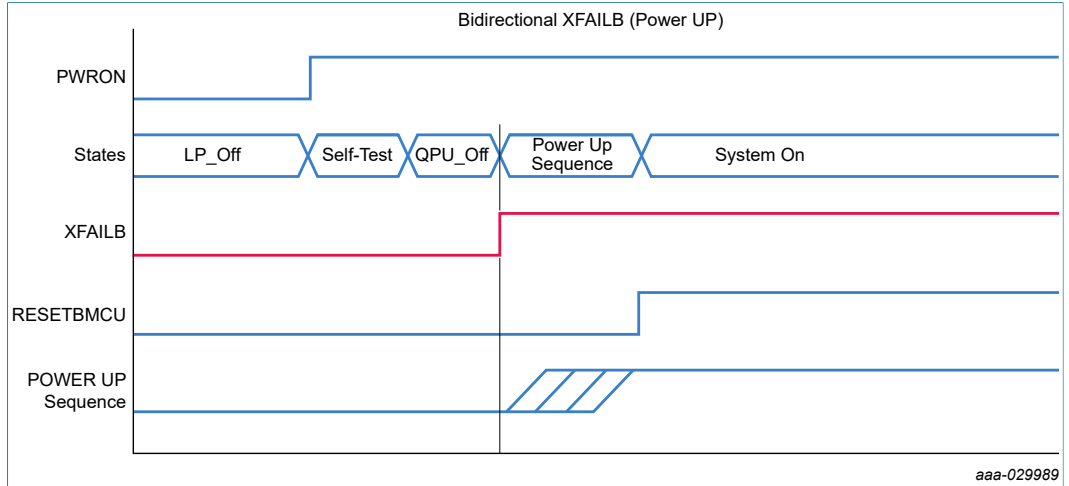 Bidirectional XFAILB (Power UP)
PWRON
States
LP_Off
Self-Test
QPU_Off
Power Up
Sequence
System On
XFAILB
RESETBMCU
POWER UP
Sequence
aaa-029989